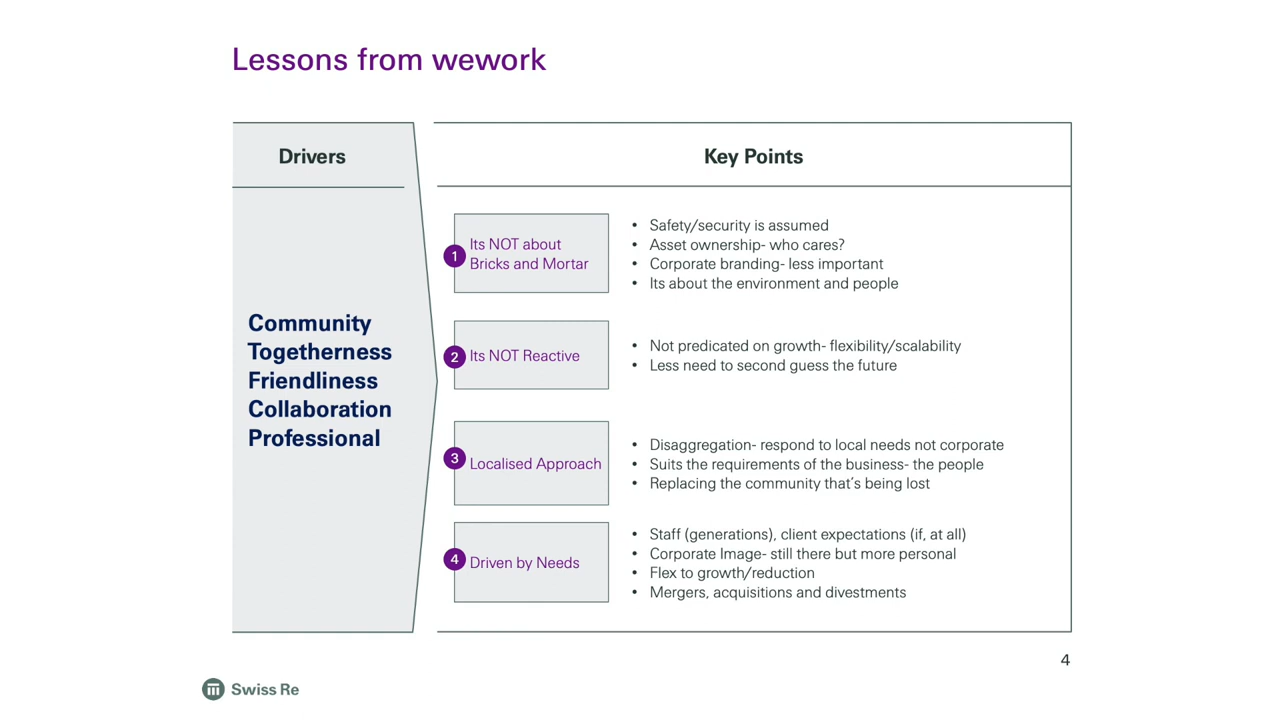 Lessons from wework
Drivers
Key Points
Community
Togetherness
Friendliness
Collaboration
Professional
1
Its NOT about
Bricks and Mortar
• Safety/security is assumed
• Asset ownership- who cares?
• Corporate branding- less important
• Its about the environment and people
2
Its NOT Reactive
• Not predicated on growth- flexibility/scalability
• Less need to second guess the future
3
Localised Approach
• Disaggregation- respond to local needs not corporate
• Suits the requirements of the business- the people
• Replacing the community that’s being lost
4
Driven by Needs
• Staff (generations), client expectations (if, at all)
• Corporate Image- still there but more personal
• Flex to growth/reduction
• Mergers, acquisitions and divestments
4
Swiss Re